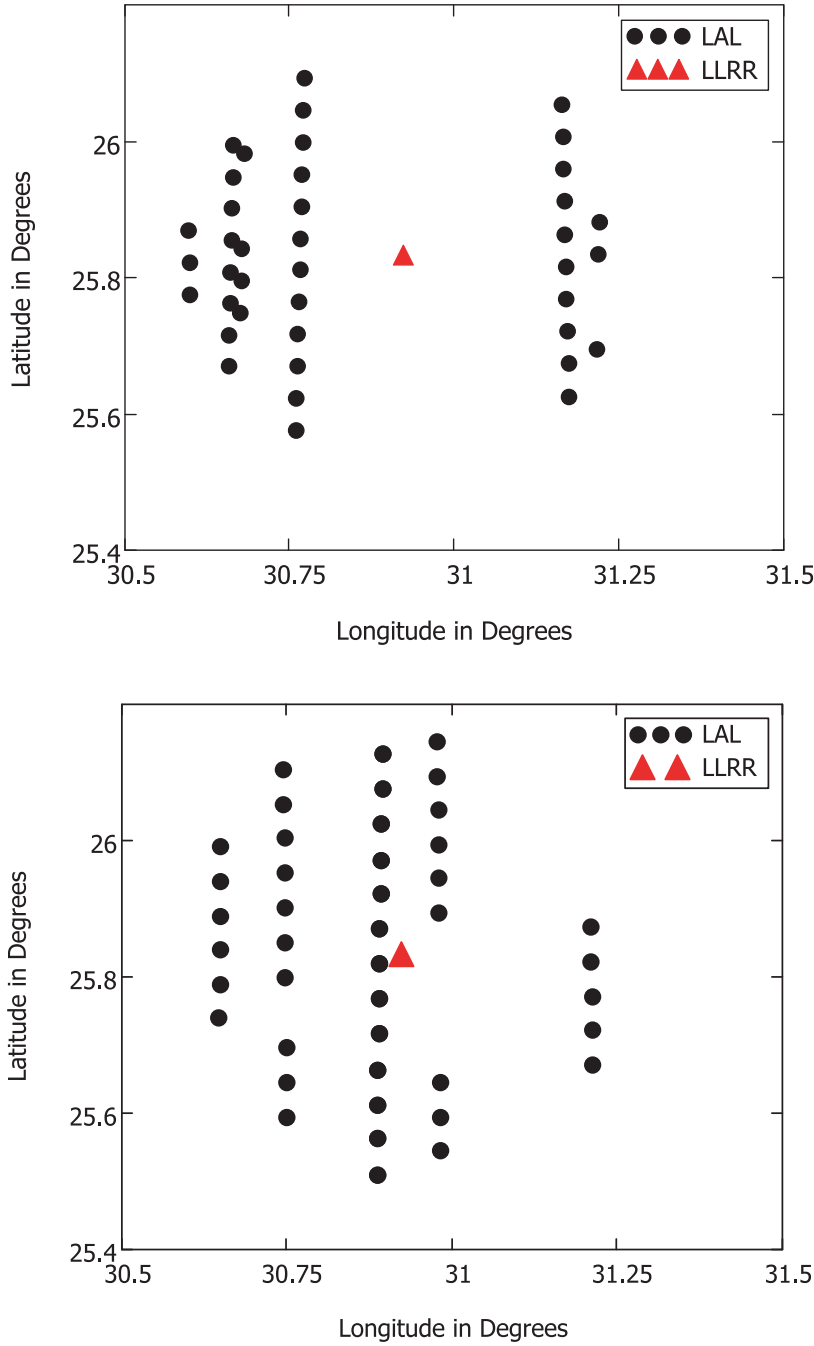 LAL
LLRR
26
25.8
25.6
25.4
Latitude in Degrees
30.5 30.75 31 31.25 31.5
Longitude in Degrees
LAL
LLRR
26
25.8
25.6
25.4
Latitude in Degrees
30.5 30.75 31 31.25 31.5
Longitude in Degrees